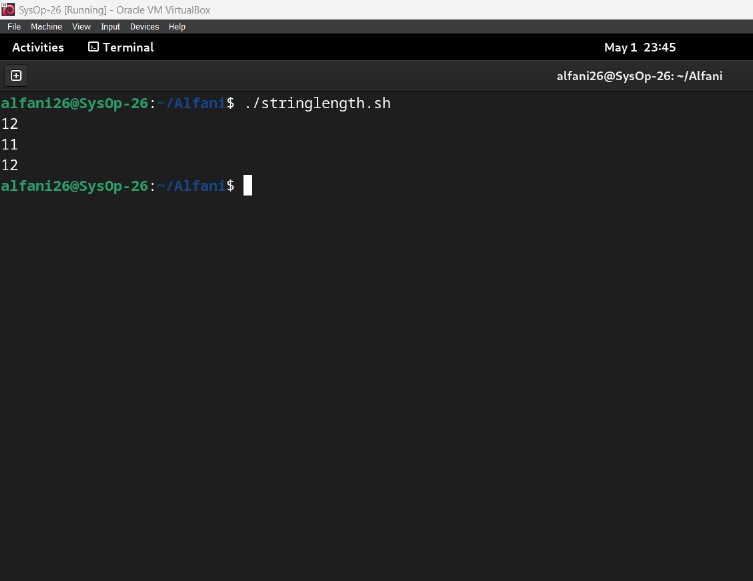 SysOp-26 [Running] - Oracle VM VirtualBox
File Machine View Input Devices Help
Activities Terminal May 1 23:45
alfani26@SysOp-26: ~/Alfani
alfani26@SysOp-26:~/Alfani$ ./stringlength.sh
12
11
12
alfani26@SysOp-26:~/Alfani$